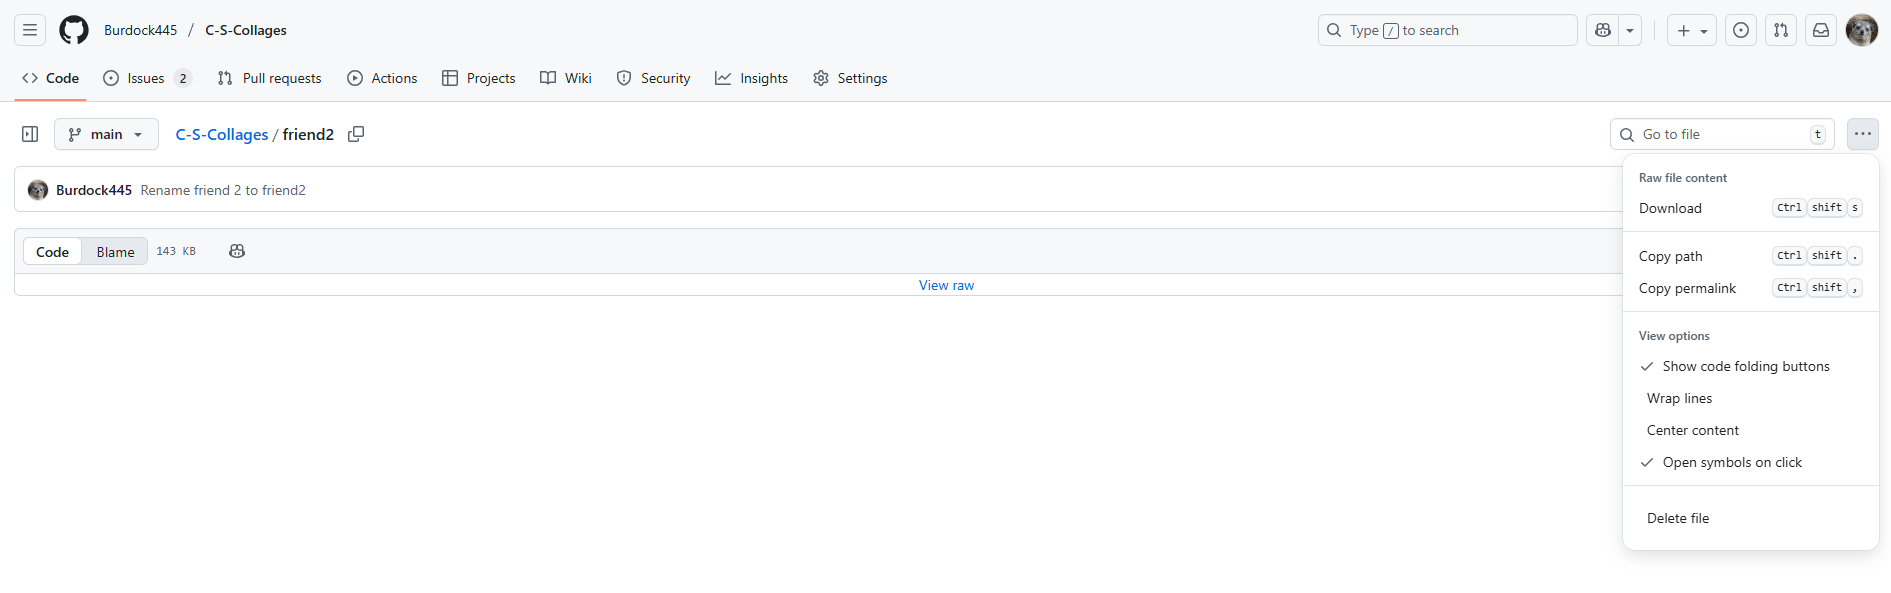 Burdock445 / C-S-Collages
Type / to search
Code
Issues 2
Pull requests
Actions
Projects
Wiki
Security
Insights
Settings
main
C-S-Collages / friend2
Go to file t
Burdock445 Rename friend 2 to friend2
Code Blame 143 KB
View raw
Raw file content
Download Ctrl shift s
Copy path Ctrl shift .
Copy permalink Ctrl shift ,
View options
Show code folding buttons
Wrap lines
Center content
Open symbols on click
Delete file